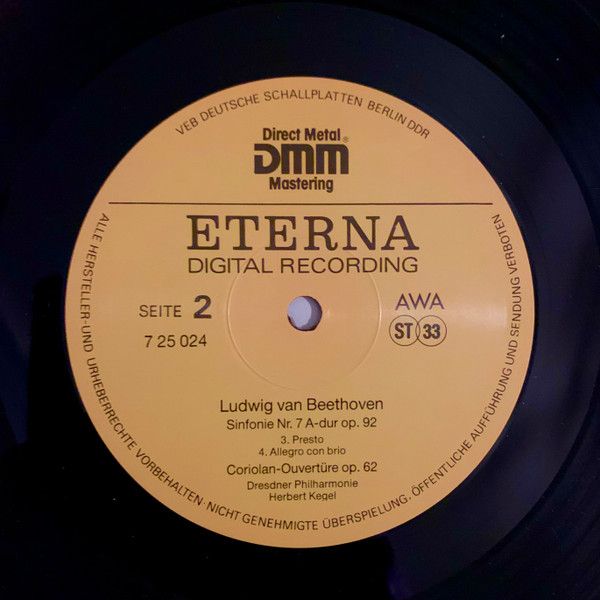 VEB DEUTSCHE SCHALLPLATTEN BERLIN DDR
Direct Metal®
DMM
Mastering
ETERNA
DIGITAL RECORDING
SEITE 2
AWA
7 25 024
ST 33
Ludwig van Beethoven
Sinfonie Nr. 7 A-dur op. 92
3. Presto
4. Allegro con brio
Coriolan-Ouvertüre op. 62
Dresdner Philharmonie
Herbert Kegel
ALLE HERSTELLER- UND URHEBERRECHTE VORBEHALTEN · NICHT GENEHMIGTE ÜBERSPIELUNG, ÖFFENTLICHE AUFFÜHRUNG UND SENDUNG VERBOTEN